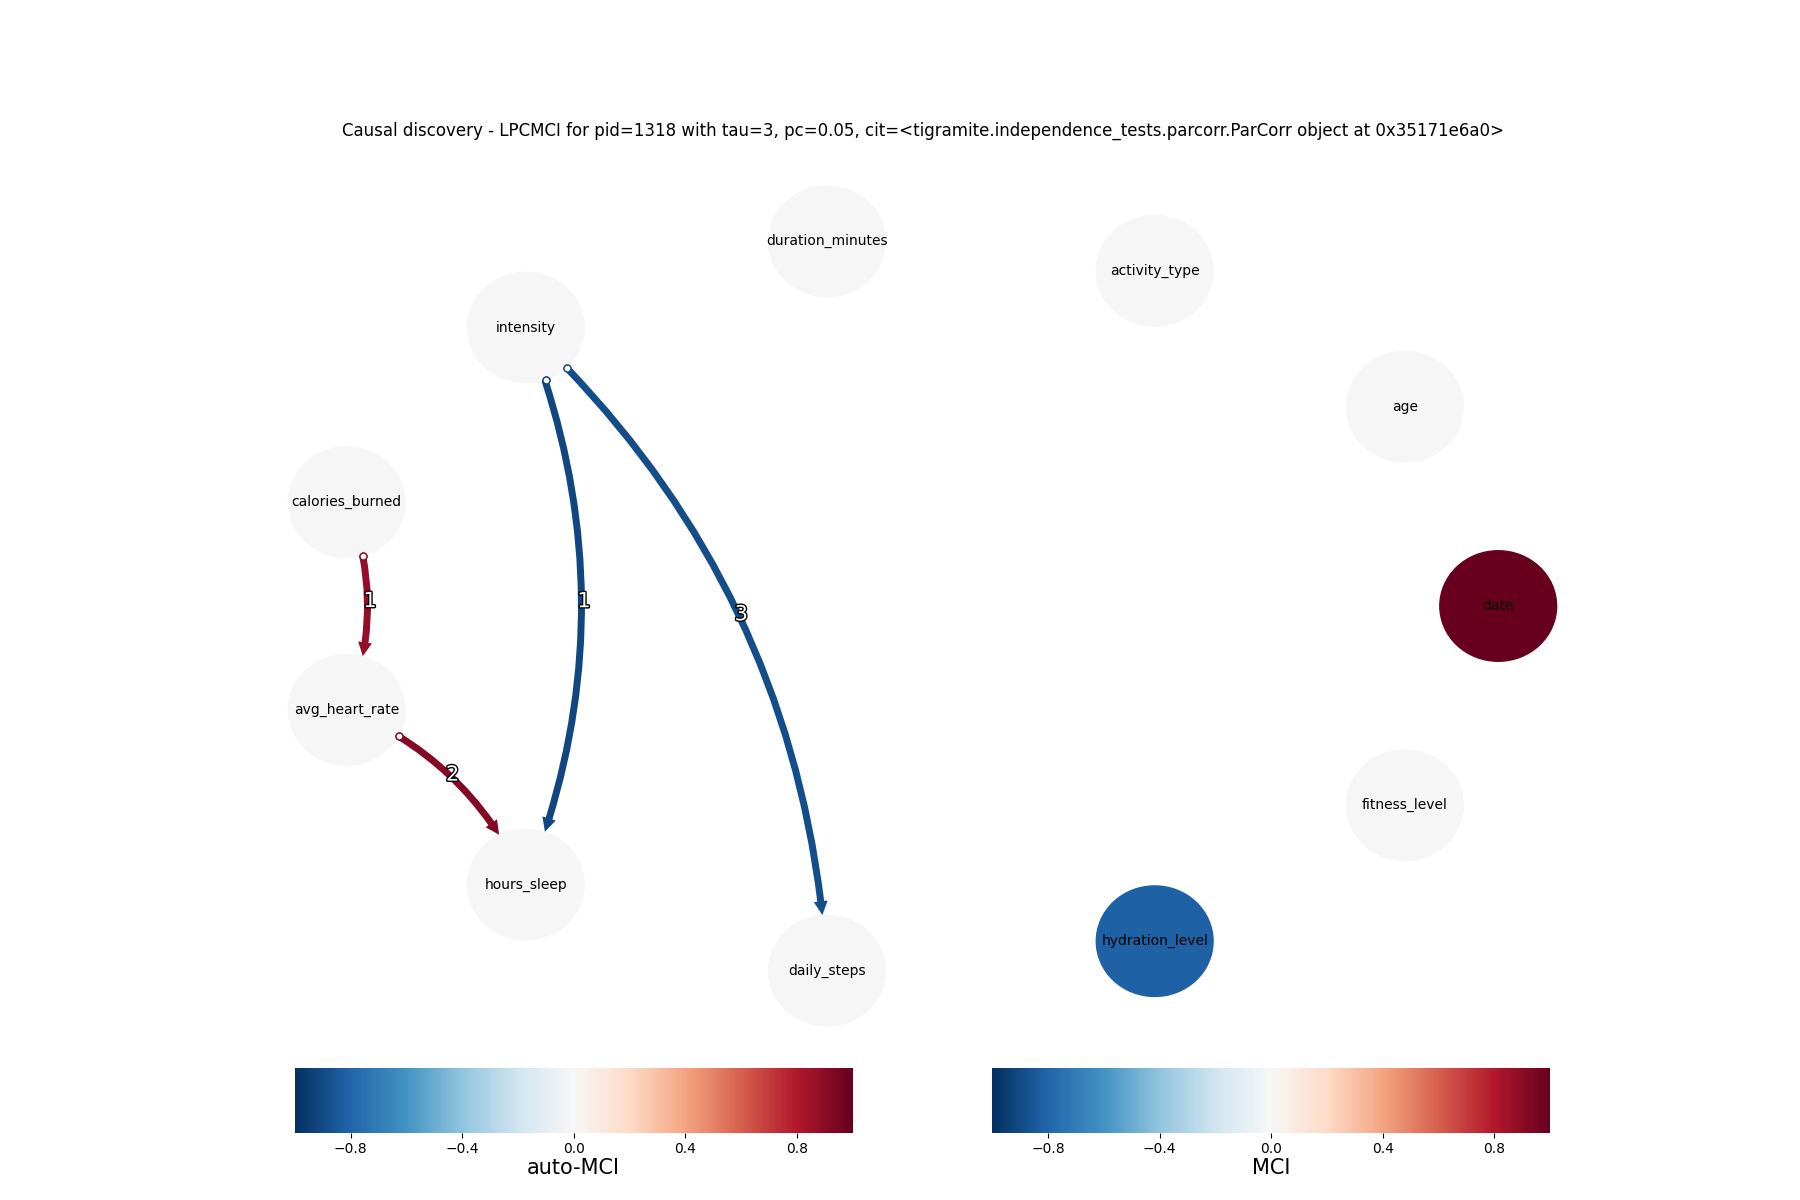 Causal discovery - LPCMCI for pid=1318 with tau=3, pc=0.05, cit=<tigramite.independence_tests.parcorr.ParCorr object at 0x35171e6a0>
duration_minutes
activity_type
intensity
age
calories_burned
1
1
3
date
avg_heart_rate
2
fitness_level
hours_sleep
hydration_level
daily_steps
−0.8 −0.4 0.0 0.4 0.8
auto-MCI
−0.8 −0.4 0.0 0.4 0.8
MCI